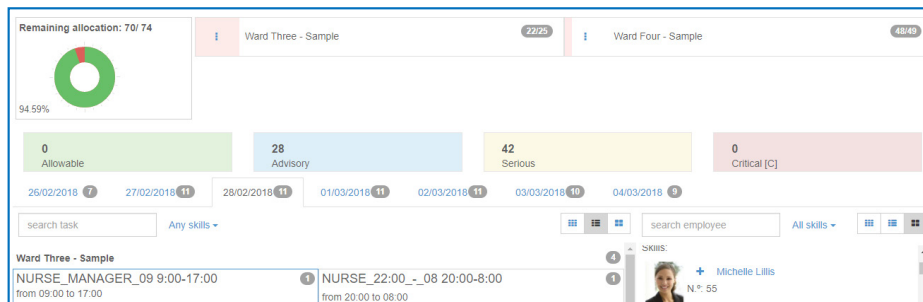 Remaining allocation: 70/ 74
94.59%
Ward Three - Sample 22/25
Ward Four - Sample 48/49
0
Allowable
28
Advisory
42
Serious
0
Critical [C]
26/02/2018 7 27/02/2018 11 28/02/2018 11 01/03/2018 11 02/03/2018 11 03/03/2018 10 04/03/2018 9
search task Any skills search employee All skills
Ward Three - Sample 4
NURSE_MANAGER_09 9:00-17:00 1
from 09:00 to 17:00
NURSE_22:00_-_08 20:00-8:00 1
from 20:00 to 08:00
Skills:
+ Michelle Lillis
N.º: 55